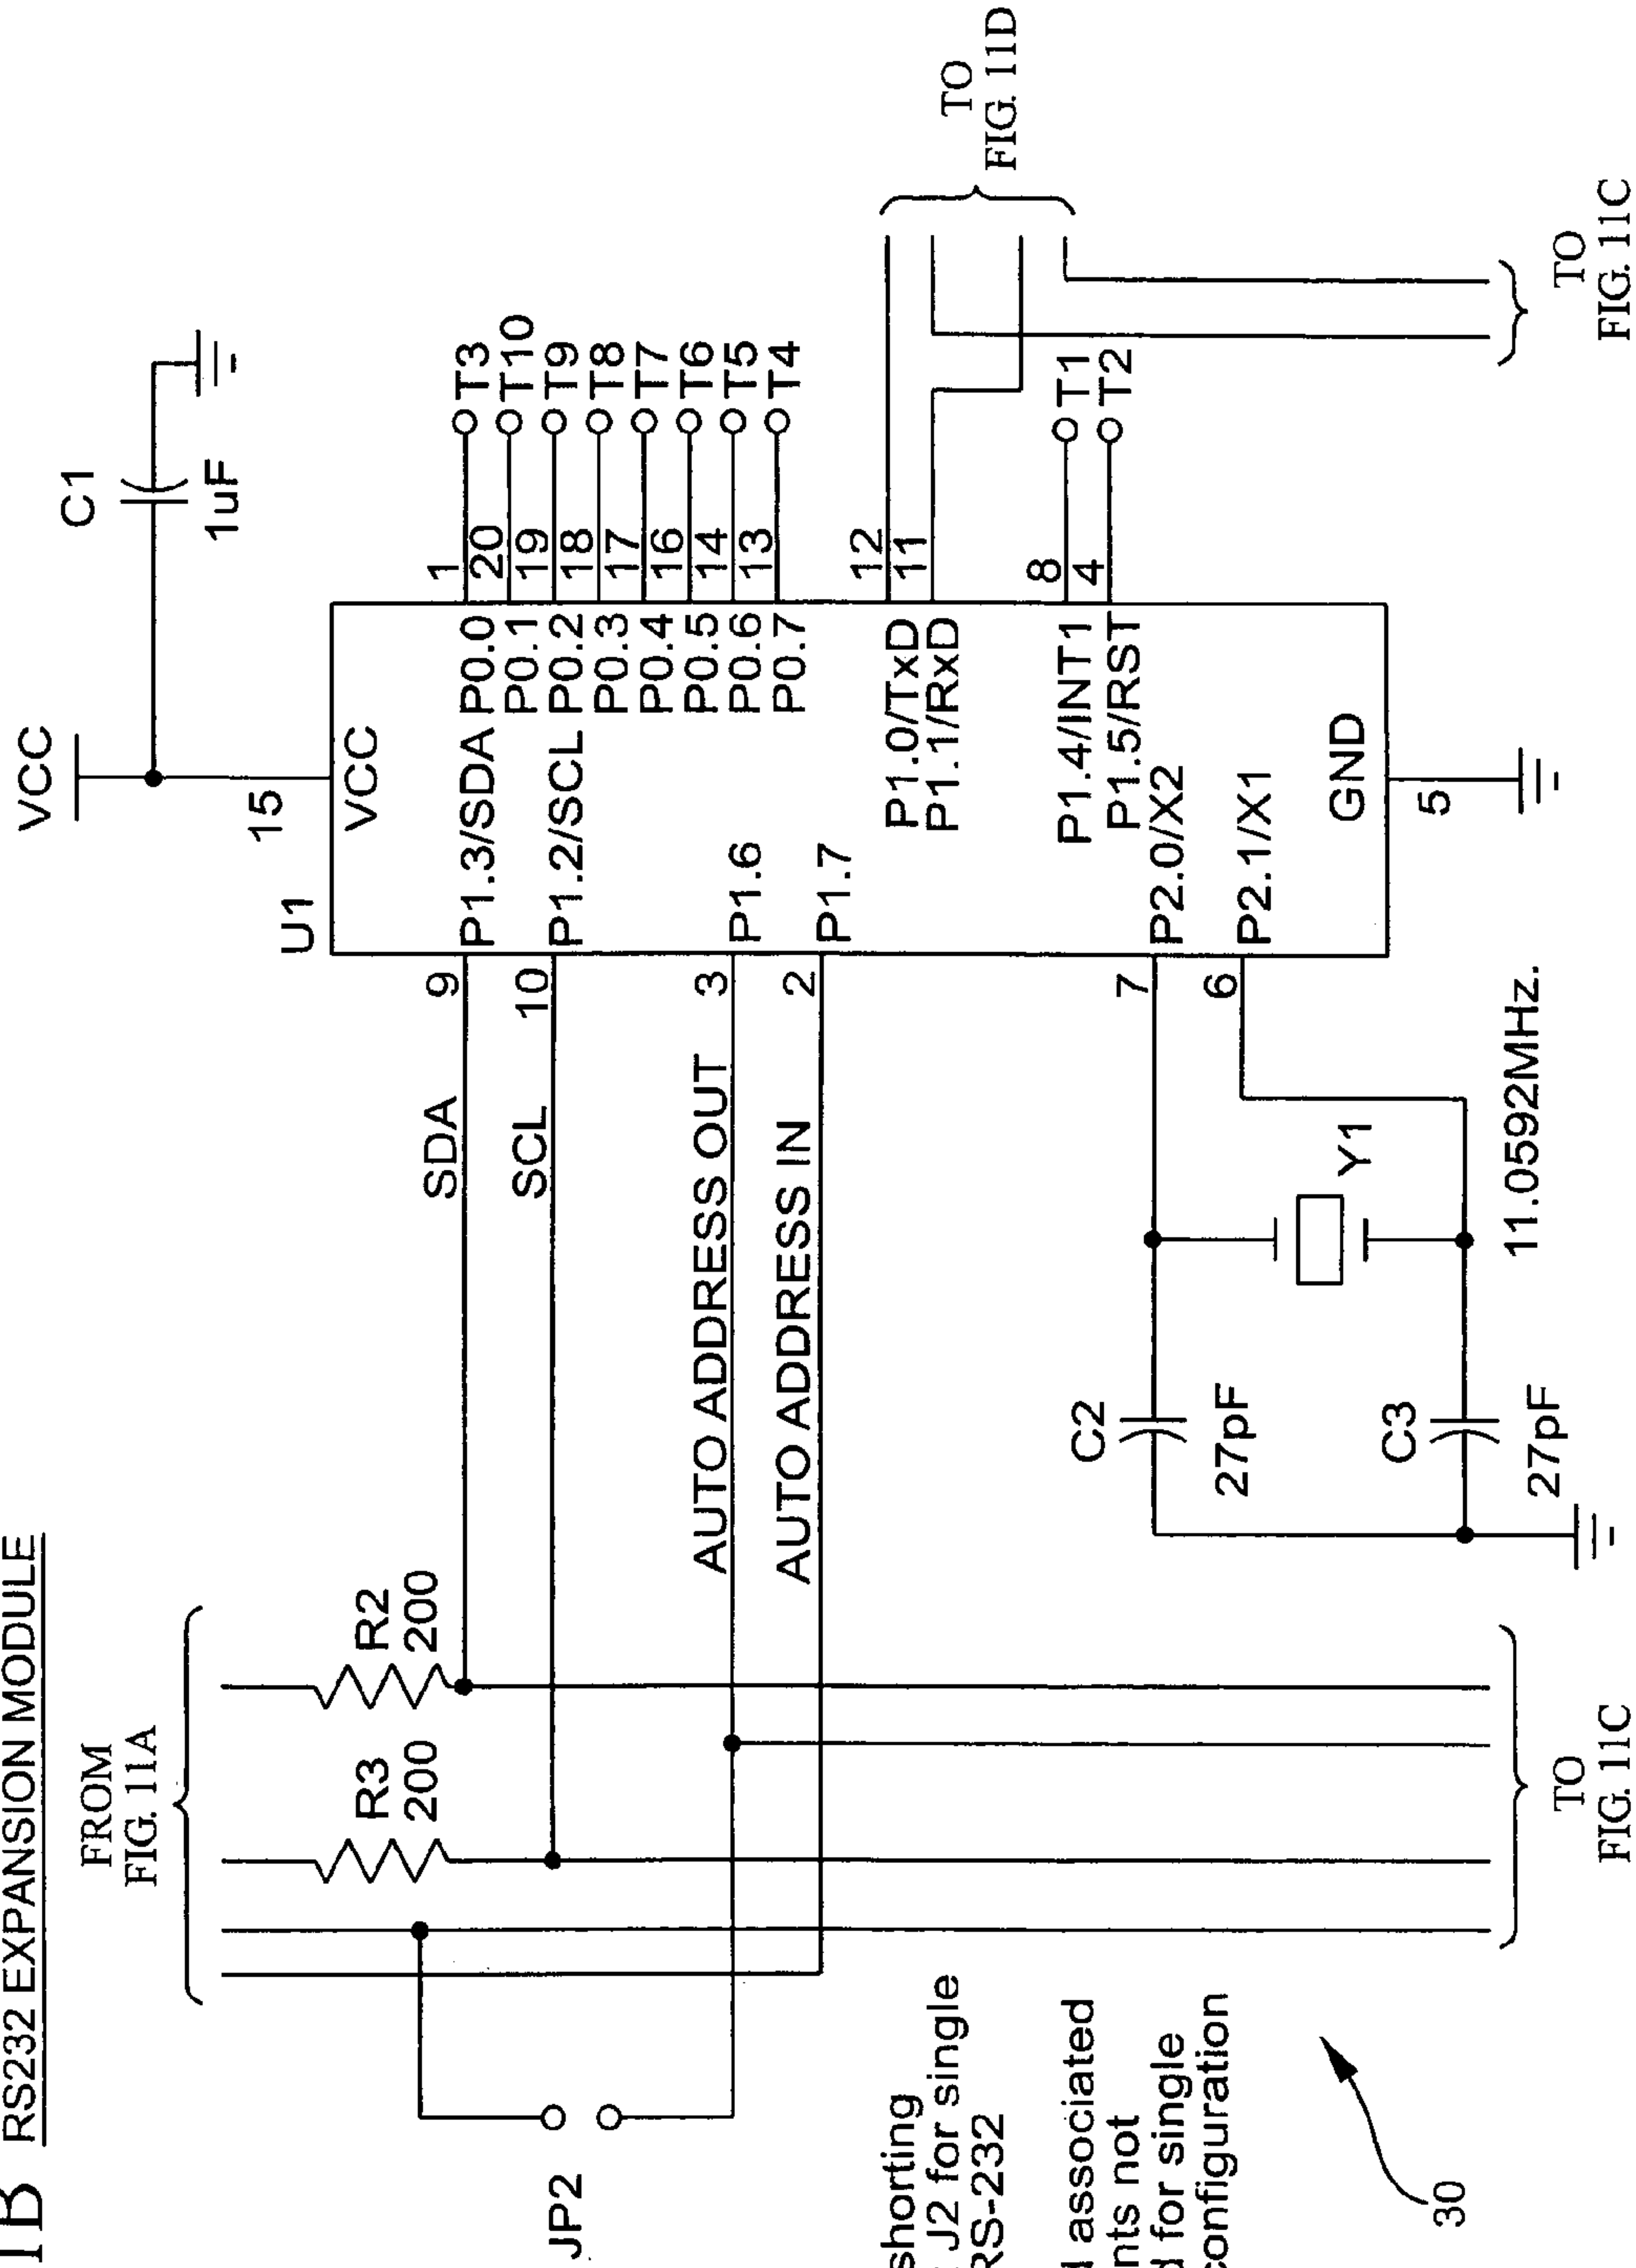 RS232 EXPANSION MODULE
FROM
FIG. 11A
R3
200
R2
200
JP2
SDA
SCL
AUTO ADDRESS OUT
AUTO ADDRESS IN
VCC
C1
1uF
15
U1
VCC
9
P1.3/SDA
10
P1.2/SCL
3
P1.6
2
P1.7
P0.0
1
T3
P0.1
20
T10
P0.2
19
T9
P0.3
18
T8
P0.4
17
T7
P0.5
16
T6
P0.6
14
T5
P0.7
13
T4
P1.0/TxD
12
P1.1/RxD
11
P1.4/INT1
8
T1
P1.5/RST
4
T2
7
P2.0/X2
6
P2.1/X1
GND
5
C2
27pF
C3
27pF
Y1
11.0592MHz.
TO
FIG. 11D
TO
FIG. 11C
TO
FIG. 11C
shorting
J2 for single
RS-232
associated
not
for single
configuration
30